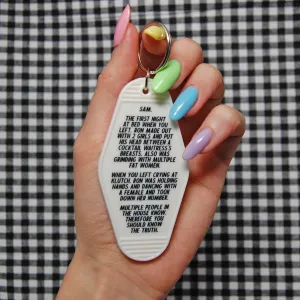 SAM,
THE FIRST NIGHT
AT BED WHEN YOU
LEFT, RON MADE OUT
WITH 2 GIRLS AND PUT
HIS HEAD BETWEEN A
COCKTAIL WAITRESS'S
BREASTS. ALSO WAS
GRINDING WITH MULTIPLE
FAT WOMEN.
WHEN YOU LEFT CRYING AT
KLUTCH, RON WAS HOLDING
HANDS AND DANCING WITH
A FEMALE AND TOOK
DOWN HER NUMBER.
MULTIPLE PEOPLE IN
THE HOUSE KNOW,
THEREFORE YOU
SHOULD KNOW
THE TRUTH.